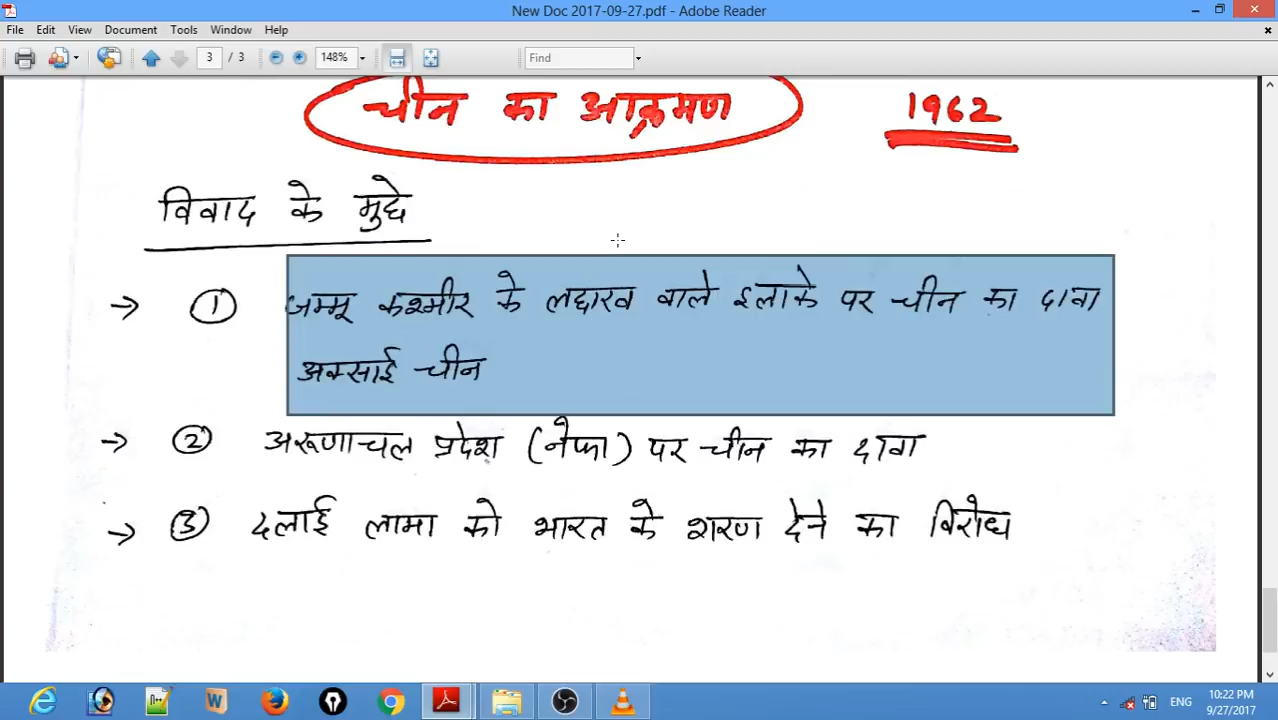 New Doc 2017-09-27.pdf - Adobe Reader
File Edit View Document Tools Window Help
3 / 3 148% Find
चीन का आक्रमण 1962
विवाद के मुद्दे
→ 1 जम्मू कश्मीर के लद्दाख वाले इलाके पर चीन का दावा
अक्साई चीन
→ 2 अरूणाचल प्रदेश (नेफा) पर चीन का दावा
→ 3 दलाई लामा को भारत के शरण देने का विरोध
ENG 10:22 PM
9/27/2017